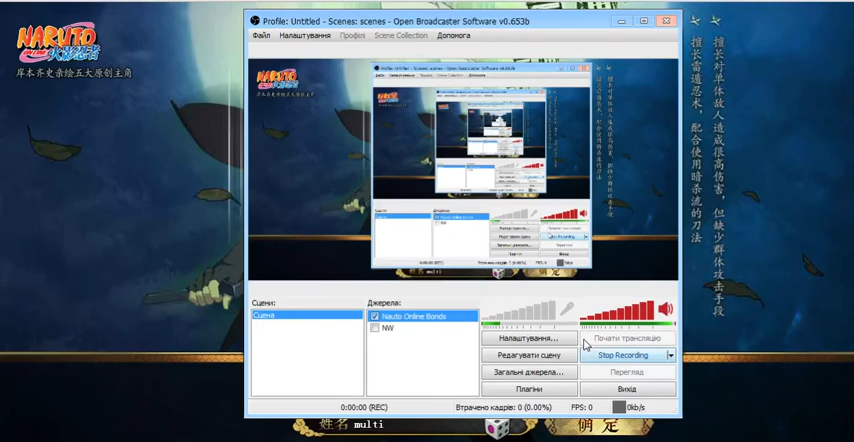 Profile: Untitled - Scenes: scenes - Open Broadcaster Software v0.653b
Файл Налаштування Профілі Scene Collection Допомога
NARUTO
ONLINE 火影忍者
岸本齐史亲绘五大原创主角
擅长对单体敌人造成很高伤害，但缺少群体攻击手段
擅长雷遁忍术，配合使用暗杀流的刀法
Сцени:
Сцена
Джерела:
Nauto Online Bonds
NW
Налаштування...
Почати трансляцію
Редагувати сцену
Stop Recording
Загальні джерела...
Перегляд
Плагіни
Вихід
0:00:00 (REC)
Втрачено кадрів: 0 (0.00%)
FPS: 0
0kb/s
姓名 multi
确定